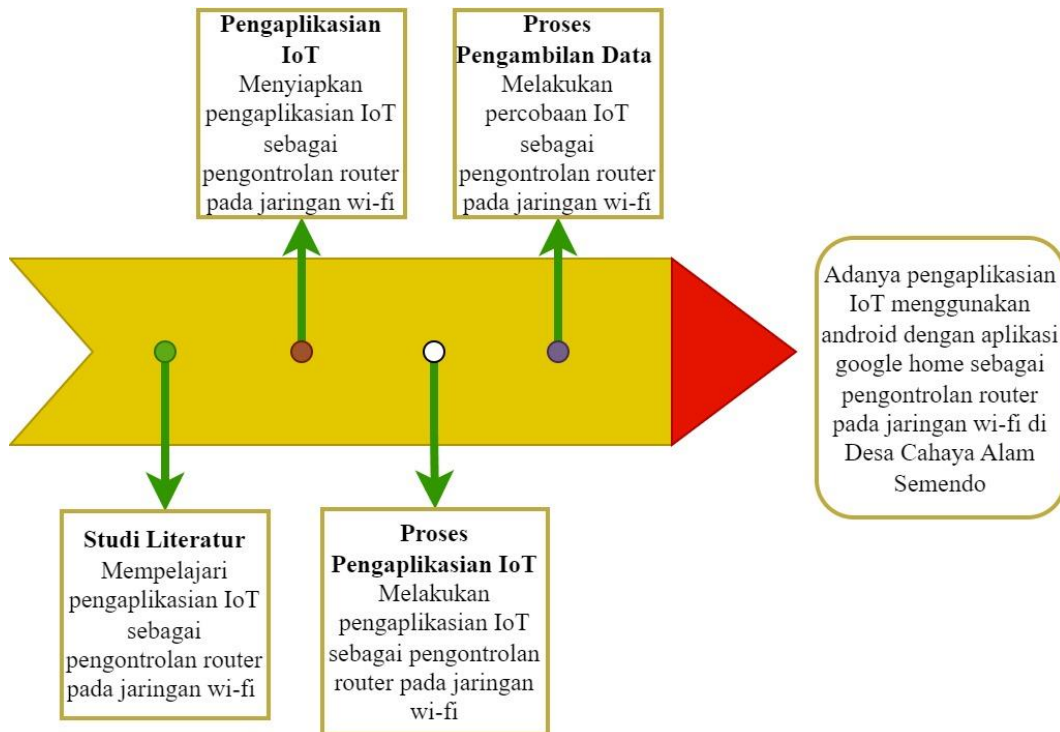 Pengaplikasian
IoT
Menyiapkan
pengaplikasian IoT
sebagai
pengontrolan router
pada jaringan wi-fi
Proses
Pengambilan Data
Melakukan
percobaan IoT
sebagai
pengontrolan router
pada jaringan wi-fi
Adanya pengaplikasian
IoT menggunakan
android dengan aplikasi
google home sebagai
pengontrolan router
pada jaringan wi-fi di
Desa Cahaya Alam
Semendo
Studi Literatur
Mempelajari
pengaplikasian IoT
sebagai
pengontrolan router
pada jaringan wi-fi
Proses
Pengaplikasian IoT
Melakukan
pengaplikasian IoT
sebagai pengontrolan
router pada jaringan
wi-fi